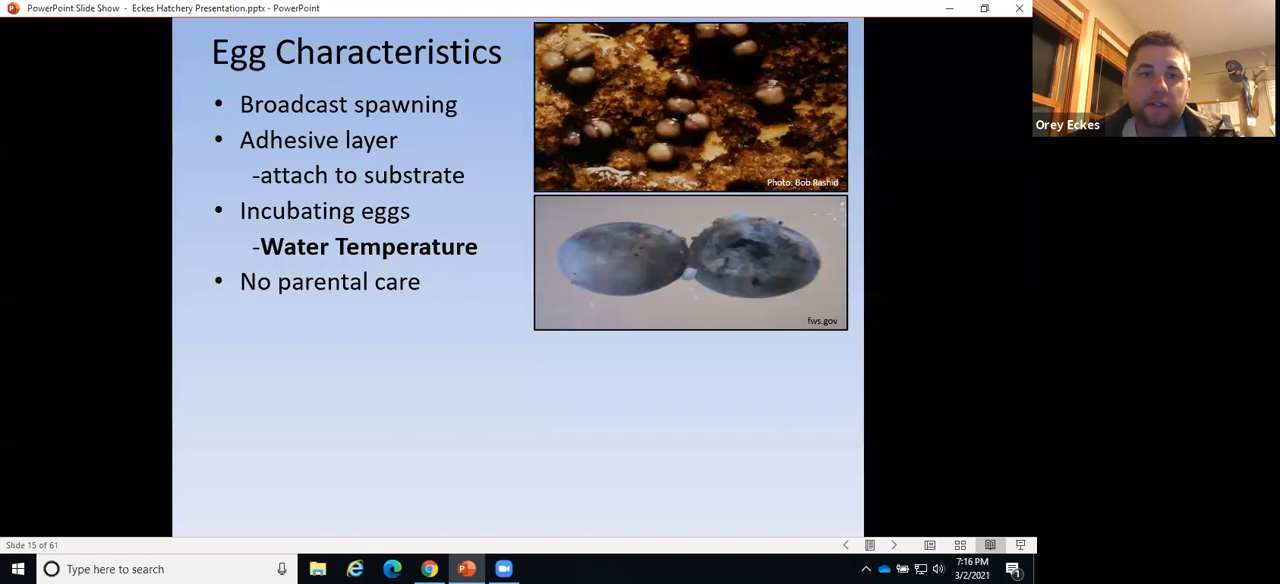 PowerPoint Slide Show - Eckes Hatchery Presentation.pptx - PowerPoint
Egg Characteristics
• Broadcast spawning
• Adhesive layer
-attach to substrate
• Incubating eggs
-Water Temperature
• No parental care
Photo: Bob Rashid
fws.gov
Orey Eckes
Slide 15 of 61
Type here to search
7:16 PM
3/2/2021
1